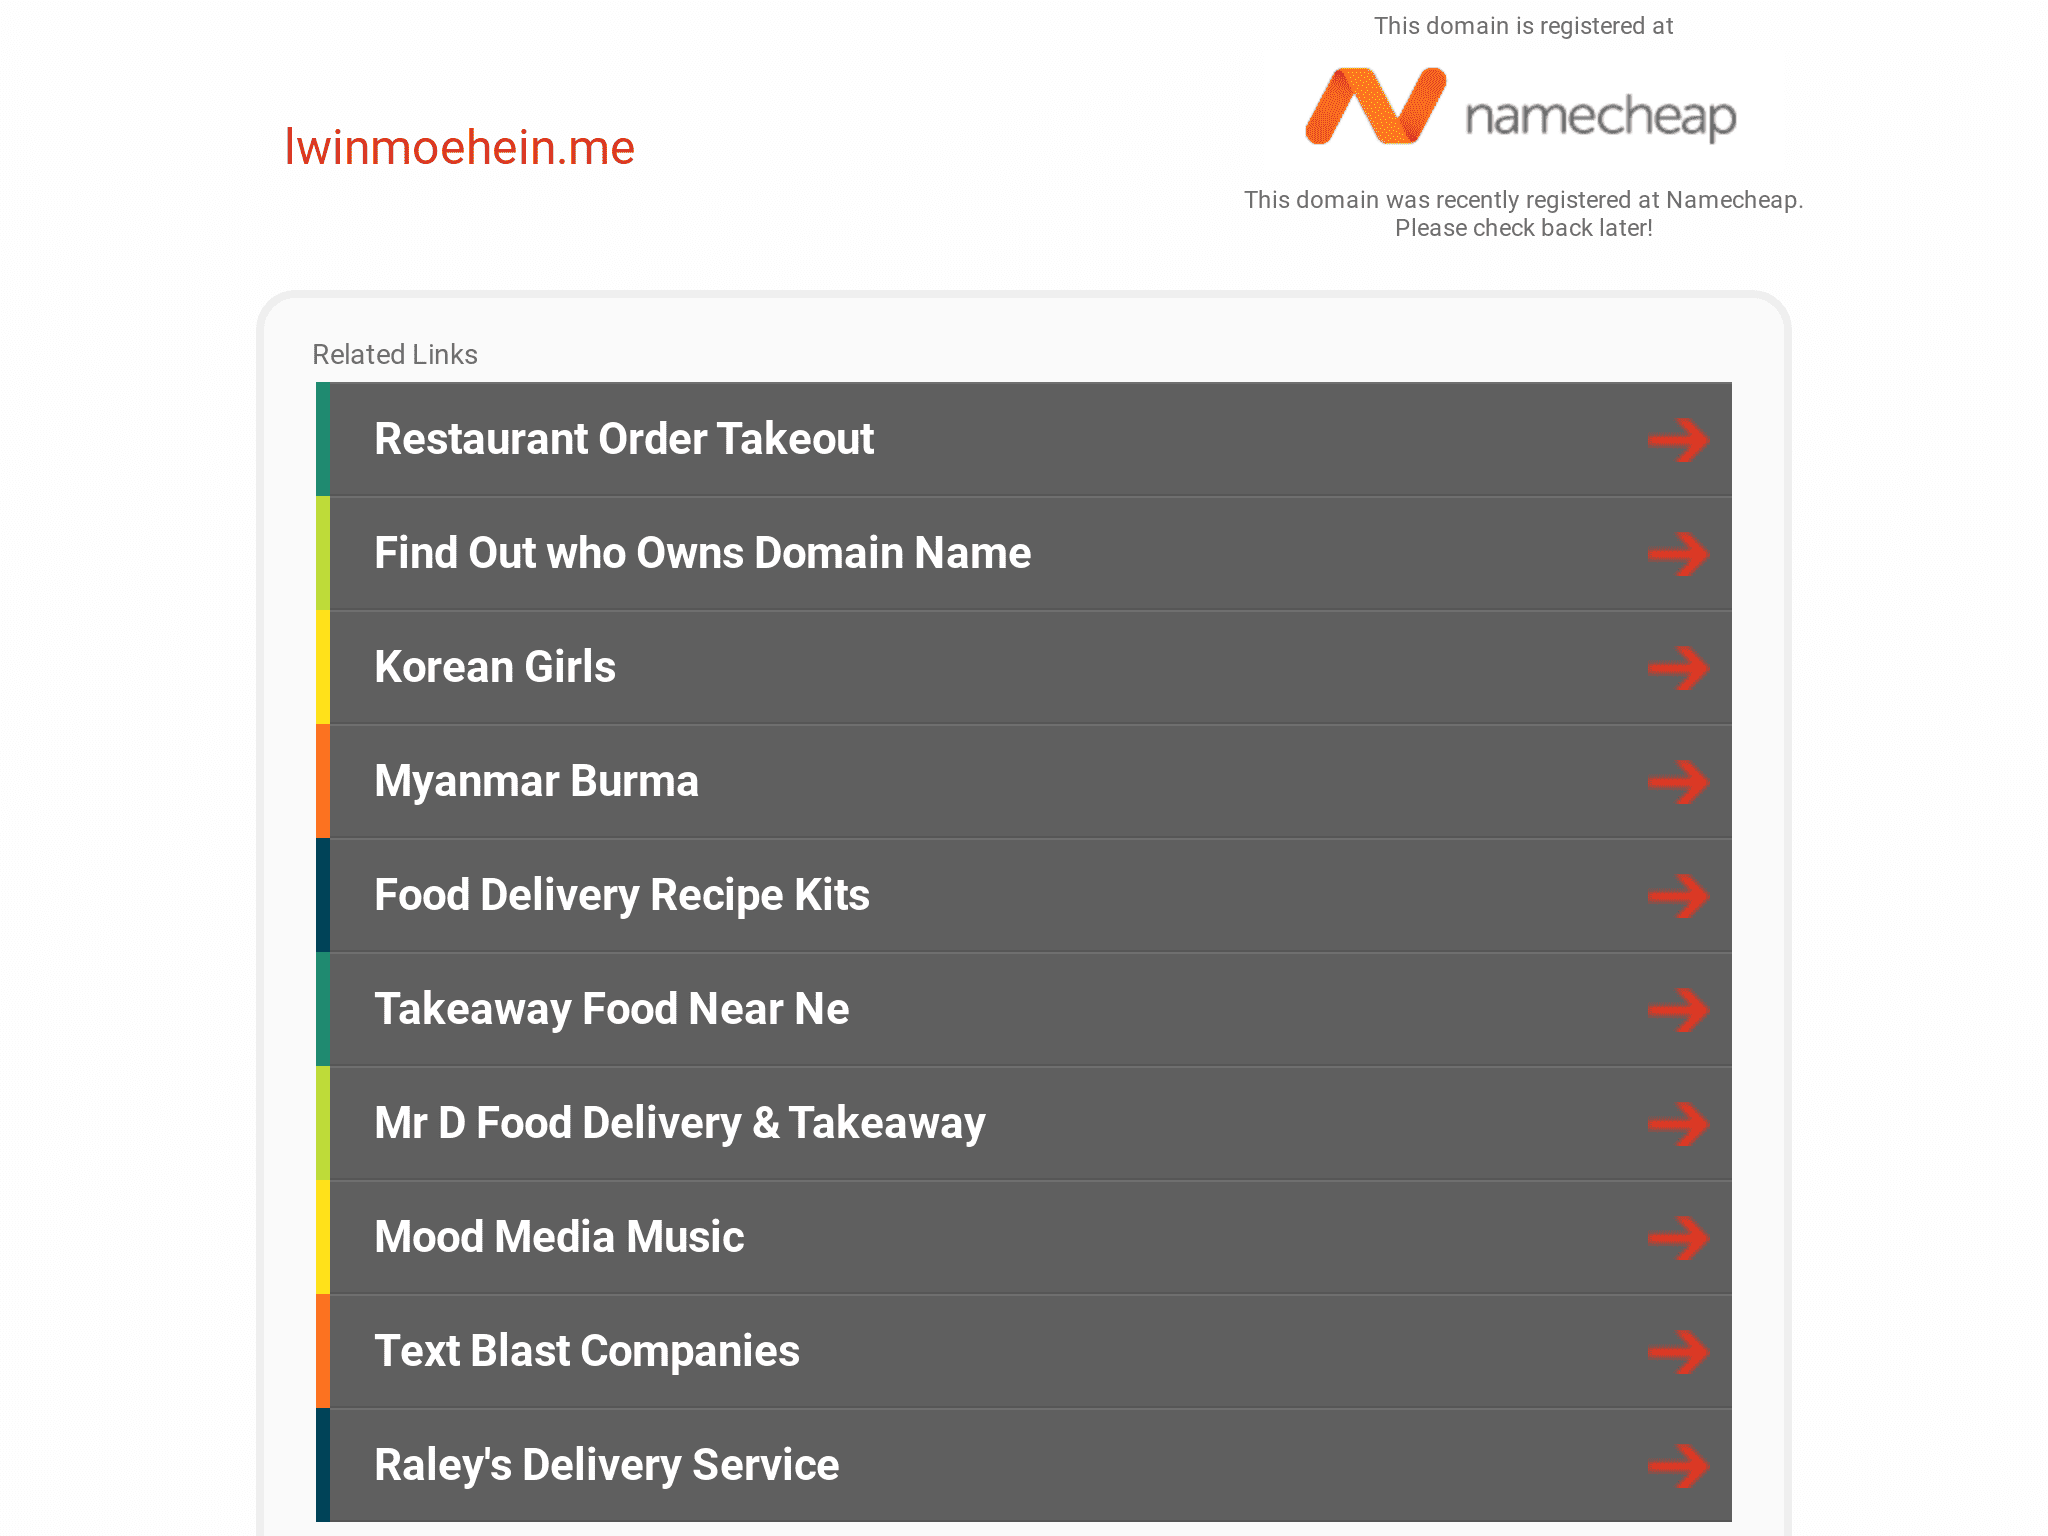 This domain is registered at
namecheap
lwinmoehein.me
This domain was recently registered at Namecheap.
Please check back later!
Related Links
Restaurant Order Takeout
Find Out who Owns Domain Name
Korean Girls
Myanmar Burma
Food Delivery Recipe Kits
Takeaway Food Near Ne
Mr D Food Delivery & Takeaway
Mood Media Music
Text Blast Companies
Raley's Delivery Service